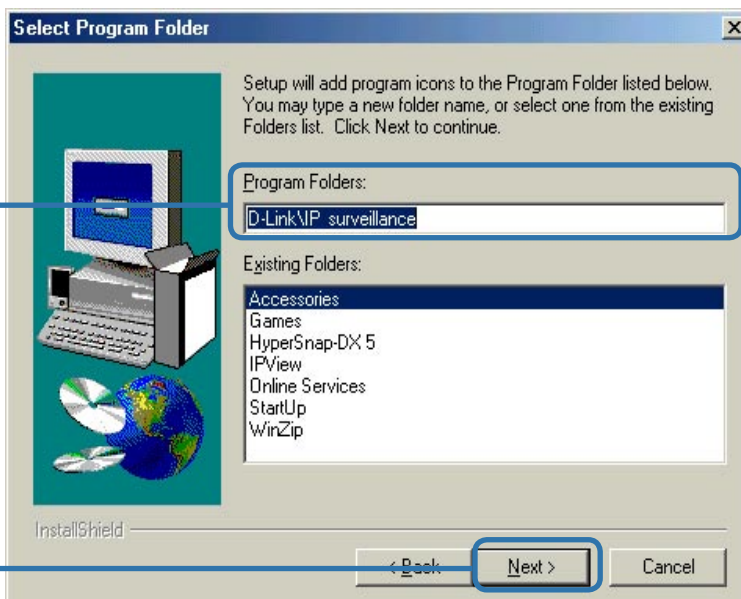 Select Program Folder
Setup will add program icons to the Program Folder listed below.
You may type a new folder name, or select one from the existing
Folders list. Click Next to continue.
Program Folders:
D-Link\IP surveillance
Existing Folders:
Accessories
Games
HyperSnap-DX 5
IPView
Online Services
StartUp
WinZip
InstallShield
< Back
Next >
Cancel